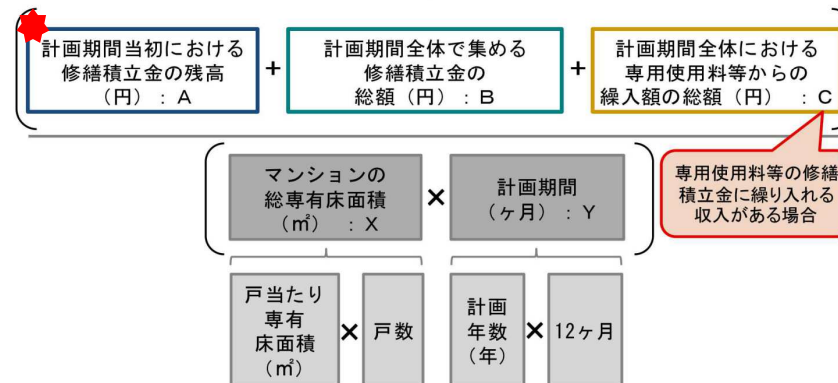 計画期間当初における
修繕積立金の残高
（円）：A
+
計画期間全体で集める
修繕積立金の
総額（円）：B
+
計画期間全体における
専用使用料等からの
繰入額の総額（円）：C
マンションの
総専有床面積
（㎡）：X
×
計画期間
（ヶ月）：Y
専用使用料等の修繕
積立金に繰り入れる
収入がある場合
戸当たり
専有
床面積
（㎡）
×
戸数
計画
年数
（年）
×
12ヶ月